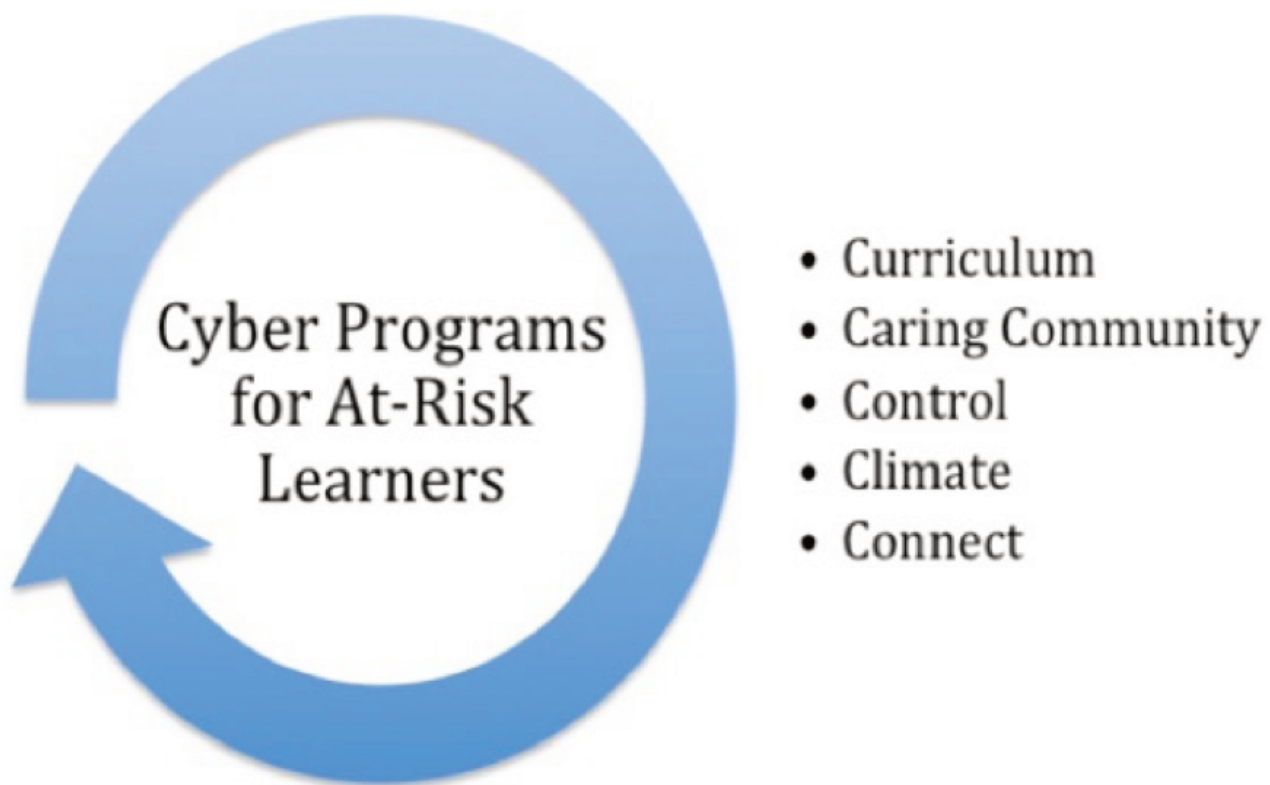 Cyber Programs
for At-Risk
Learners
• Curriculum
• Caring Community
• Control
• Climate
• Connect